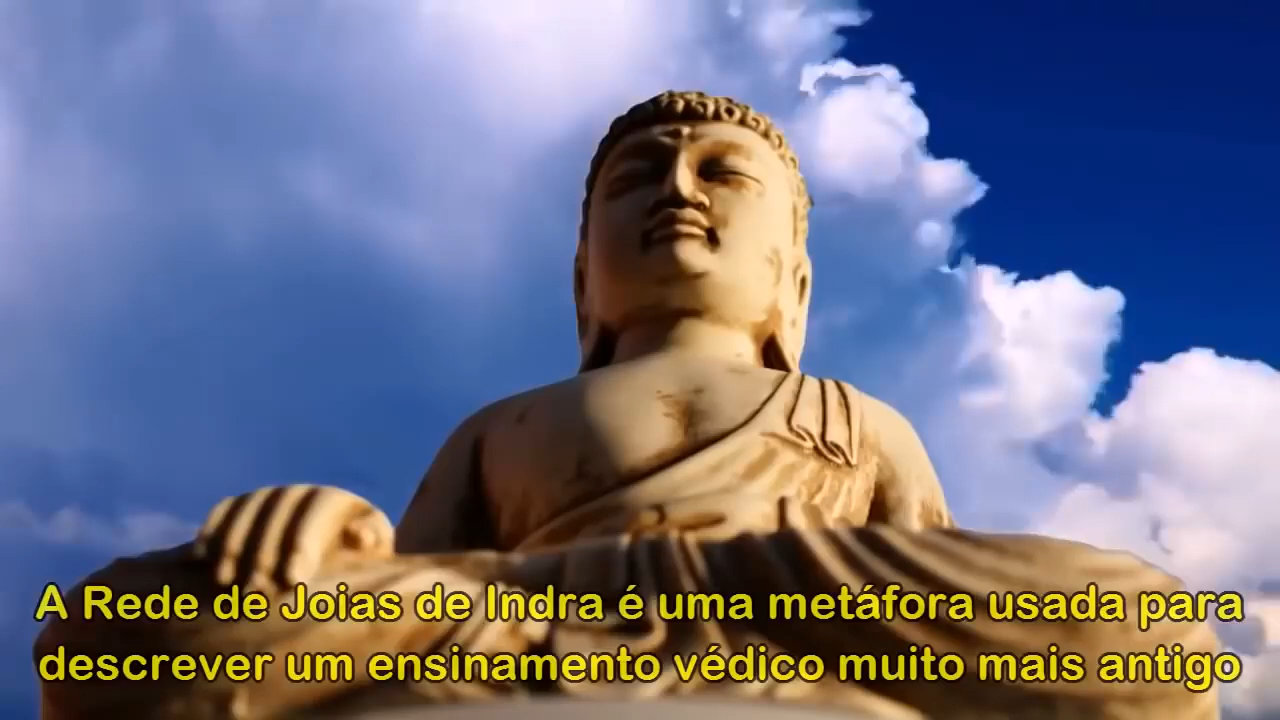 A Rede de Joias de Indra é uma metáfora usada para
descrever um ensinamento védico muito mais antigo